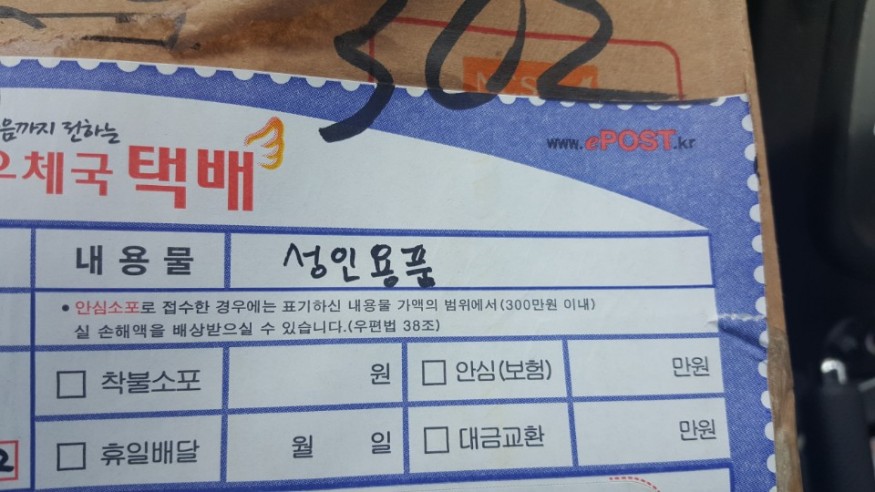 302
음까지 전하는
우체국 택배
www.ePOST.kr
내용물 성인용품
• 안심소포로 접수한 경우에는 표기하신 내용물 가액의 범위에서(300만원 이내)
실 손해액을 배상받으실 수 있습니다.(우편법 38조)
착불소포 원 안심(보험) 만원
휴일배달 월 일 대금교환 만원